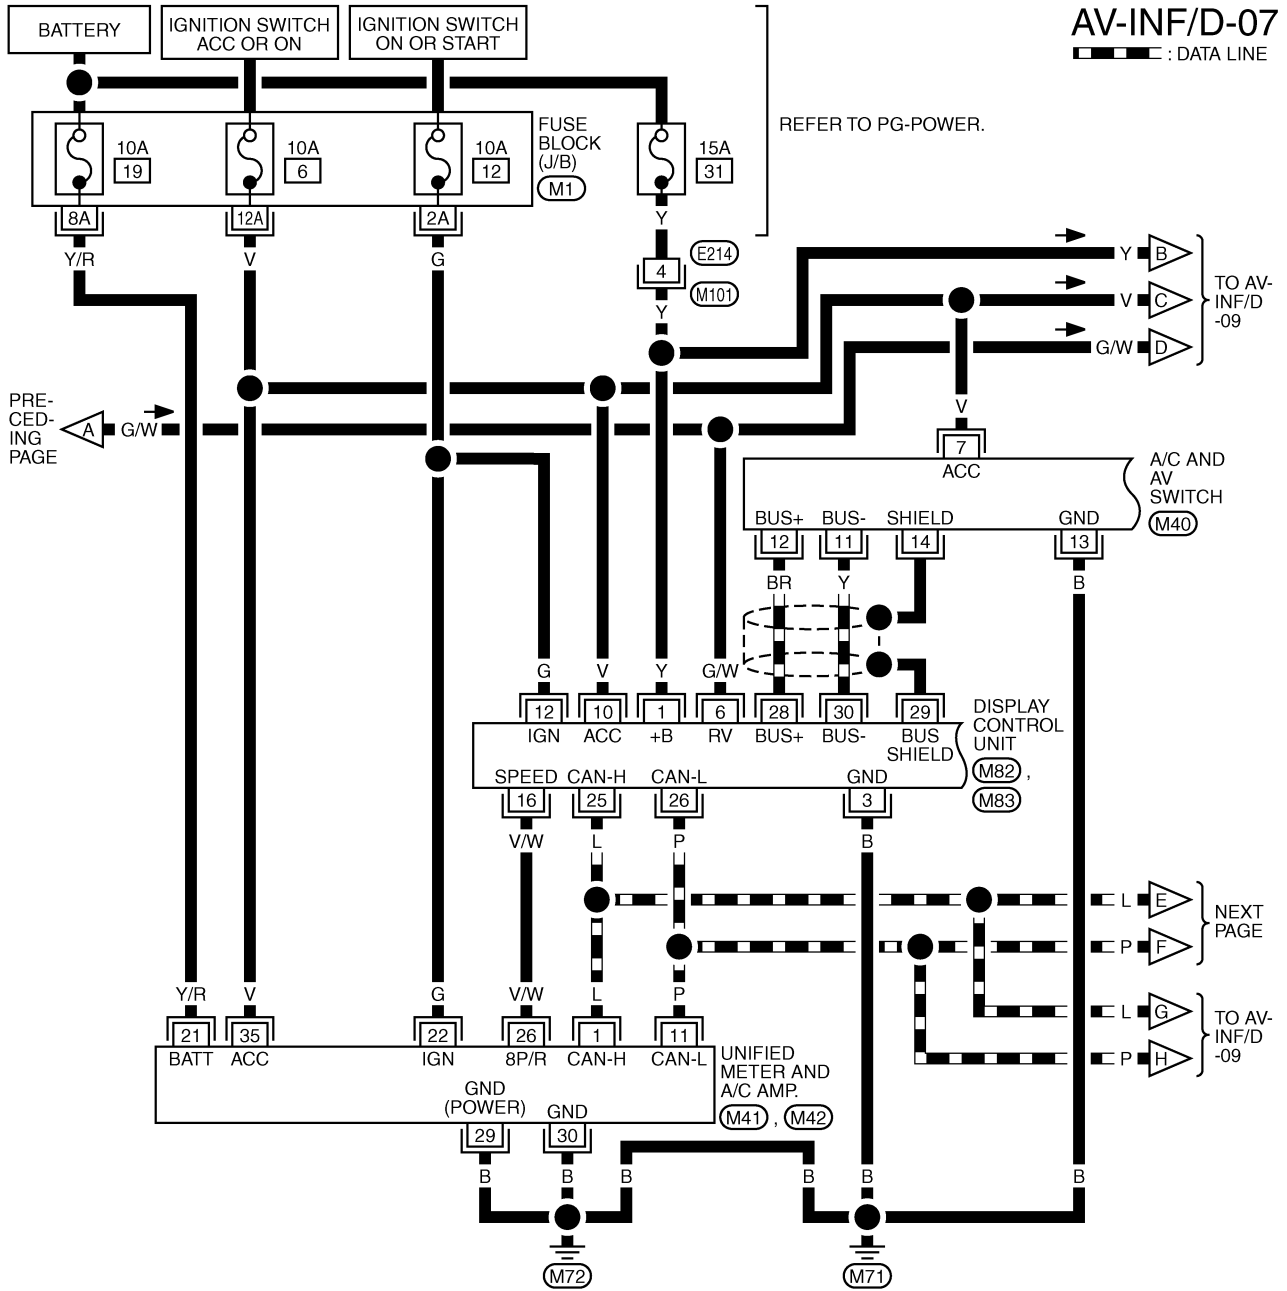 BATTERY
IGNITION SWITCH
ACC OR ON
IGNITION SWITCH
ON OR START
AV-INF/D-07
: DATA LINE
REFER TO PG-POWER.
FUSE
BLOCK
(J/B)
M1
10A
19
10A
6
10A
12
15A
31
8A
12A
2A
Y
Y/R
V
G
E214
4
M101
Y
Y
B
V
C
G/W
D
TO AV-
INF/D
-09
PRE-
CED-
ING
PAGE
A
G/W
V
7
ACC
A/C AND
AV
SWITCH
M40
BUS+
BUS-
SHIELD
GND
12
11
14
13
BR
Y
B
G
V
Y
G/W
12
10
1
6
28
30
29
IGN
ACC
+B
RV
BUS+
BUS-
BUS
SHIELD
DISPLAY
CONTROL
UNIT
M82 ,
M83
SPEED
CAN-H
CAN-L
GND
16
25
26
3
V/W
L
P
B
L
E
P
F
NEXT
PAGE
L
G
P
H
TO AV-
INF/D
-09
Y/R
V
G
V/W
L
P
21
35
22
26
1
11
BATT
ACC
IGN
8P/R
CAN-H
CAN-L
UNIFIED
METER AND
A/C AMP.
M41 , M42
GND
(POWER)
GND
29
30
B
B
B
B
B
B
M72
M71